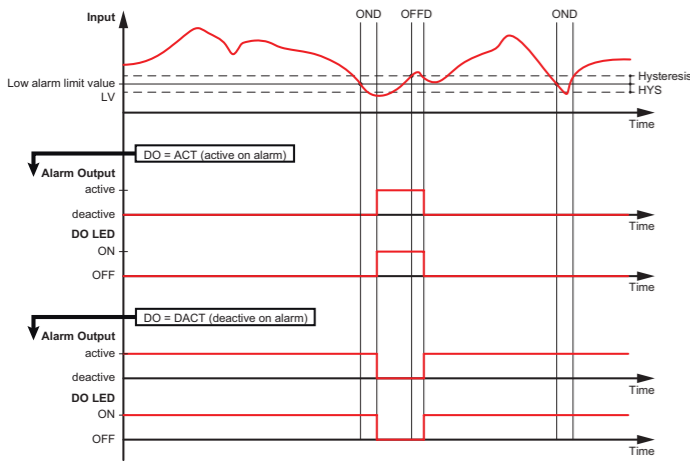 Input
OND
OFFD
OND
Low alarm limit value
LV
Hysteresis
HYS
Time
DO = ACT (active on alarm)
Alarm Output
active
deactive
Time
DO LED
ON
OFF
Time
DO = DACT (deactive on alarm)
Alarm Output
active
deactive
Time
DO LED
ON
OFF
Time